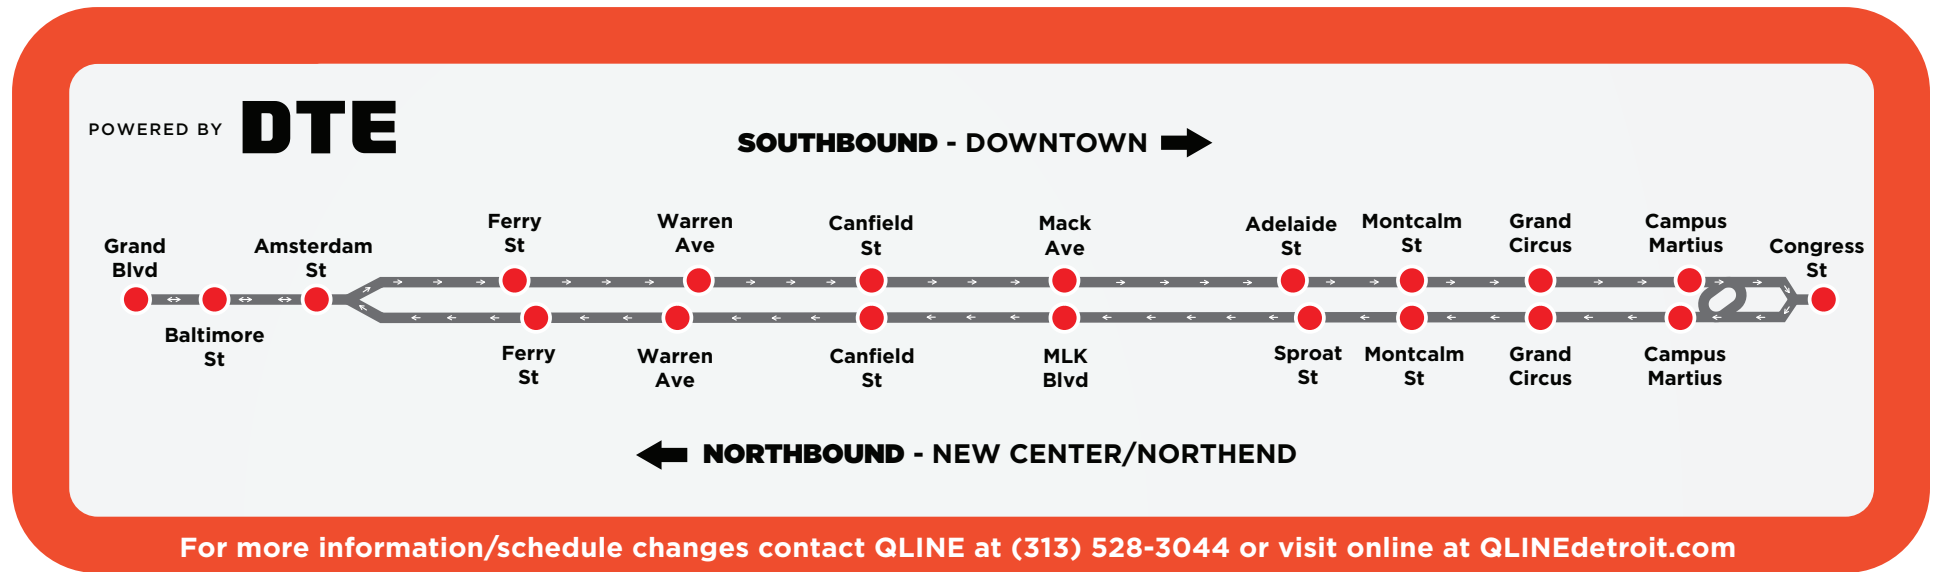 POWERED BY DTE
SOUTHBOUND - DOWNTOWN
Grand
Blvd
Baltimore
St
Amsterdam
St
Ferry
St
Warren
Ave
Canfield
St
Mack
Ave
Adelaide
St
Montcalm
St
Grand
Circus
Campus
Martius
Congress
St
Ferry
St
Warren
Ave
Canfield
St
MLK
Blvd
Sproat
St
Montcalm
St
Grand
Circus
Campus
Martius
NORTHBOUND - NEW CENTER/NORTHEND
For more information/schedule changes contact QLINE at (313) 528-3044 or visit online at QLINEdetroit.com